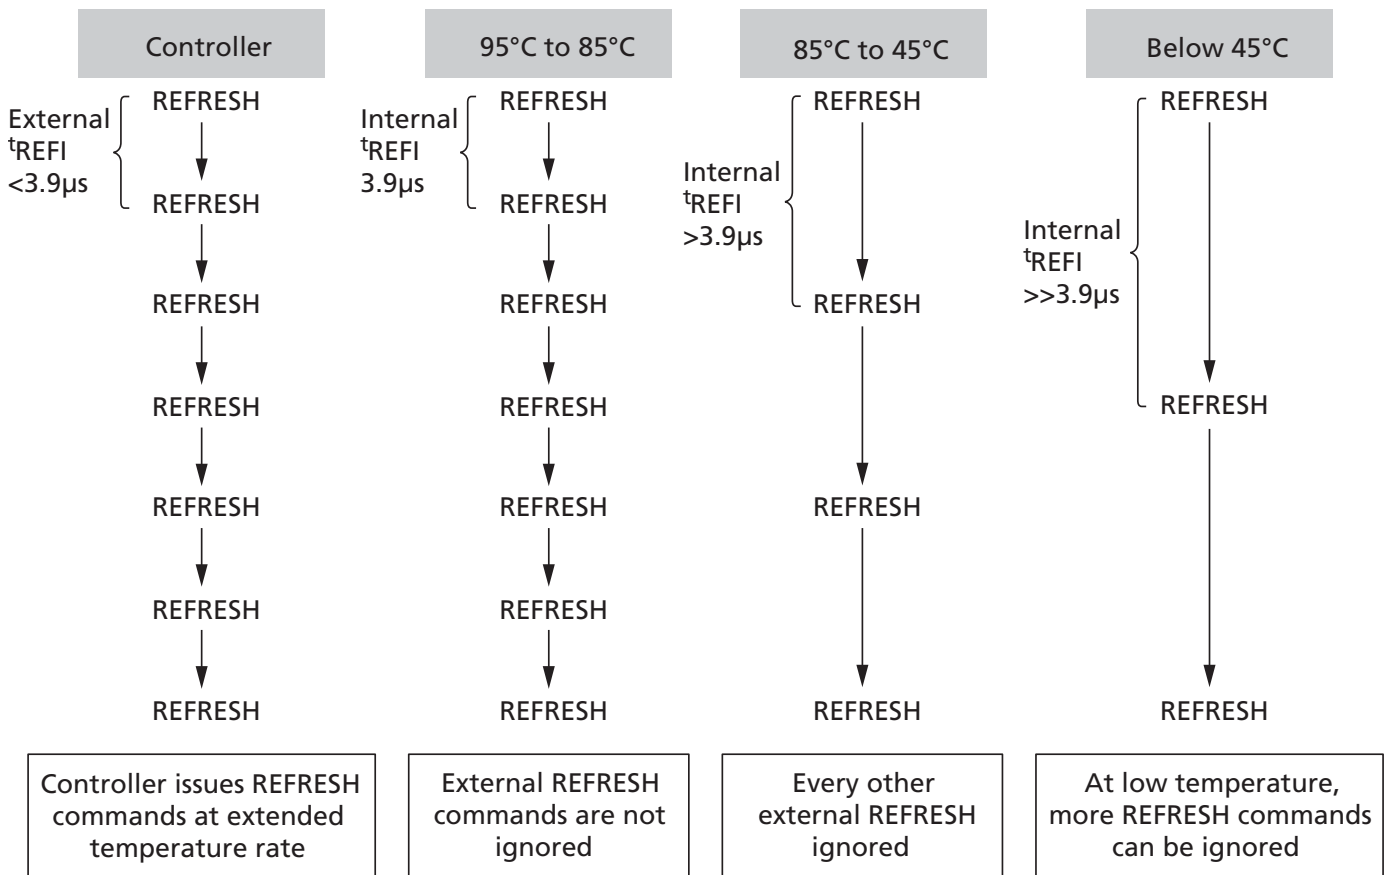 Controller
REFRESH
External
tREFI
<3.9µs
REFRESH
REFRESH
REFRESH
REFRESH
REFRESH
REFRESH
Controller issues REFRESH
commands at extended
temperature rate
95°C to 85°C
REFRESH
Internal
tREFI
3.9µs
REFRESH
REFRESH
REFRESH
REFRESH
REFRESH
REFRESH
External REFRESH
commands are not
ignored
85°C to 45°C
REFRESH
Internal
tREFI
>3.9µs
REFRESH
REFRESH
REFRESH
Every other
external REFRESH
ignored
Below 45°C
REFRESH
Internal
tREFI
>>3.9µs
REFRESH
REFRESH
At low temperature,
more REFRESH commands
can be ignored